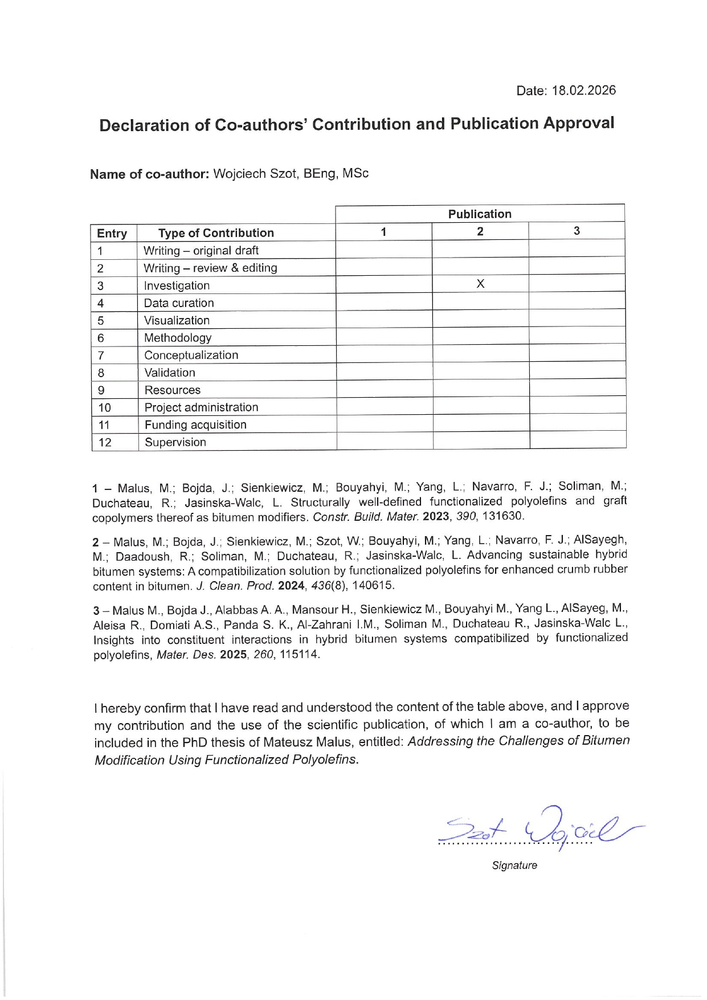 Date: 18.02.2026
Declaration of Co-authors' Contribution and Publication Approval
Name of co-author: Wojciech Szot, BEng, MSc
Publication
Entry Type of Contribution 1 2 3
1 Writing – original draft
2 Writing – review & editing
3 Investigation X
4 Data curation
5 Visualization
6 Methodology
7 Conceptualization
8 Validation
9 Resources
10 Project administration
11 Funding acquisition
12 Supervision
1 – Malus, M.; Bojda, J.; Sienkiewicz, M.; Bouyahyi, M.; Yang, L.; Navarro, F. J.; Soliman, M.;
Duchateau, R.; Jasinska-Walc, L. Structurally well-defined functionalized polyolefins and graft
copolymers thereof as bitumen modifiers. Constr. Build. Mater. 2023, 390, 131630.
2 – Malus, M.; Bojda, J.; Sienkiewicz, M.; Szot, W.; Bouyahyi, M.; Yang, L.; Navarro, F. J.; AlSayegh,
M.; Daadoush, R.; Soliman, M.; Duchateau, R.; Jasinska-Walc, L. Advancing sustainable hybrid
bitumen systems: A compatibilization solution by functionalized polyolefins for enhanced crumb rubber
content in bitumen. J. Clean. Prod. 2024, 436(8), 140615.
3 – Malus M., Bojda J., Alabbas A. A., Mansour H., Sienkiewicz M., Bouyahyi M., Yang L., AlSayeg, M.,
Aleisa R., Domiati A.S., Panda S. K., Al-Zahrani I.M., Soliman M., Duchateau R., Jasinska-Walc L.,
Insights into constituent interactions in hybrid bitumen systems compatibilized by functionalized
polyolefins, Mater. Des. 2025, 260, 115114.
I hereby confirm that I have read and understood the content of the table above, and I approve
my contribution and the use of the scientific publication, of which I am a co-author, to be
included in the PhD thesis of Mateusz Malus, entitled: Addressing the Challenges of Bitumen
Modification Using Functionalized Polyolefins.
Szot Wojciech
Signature